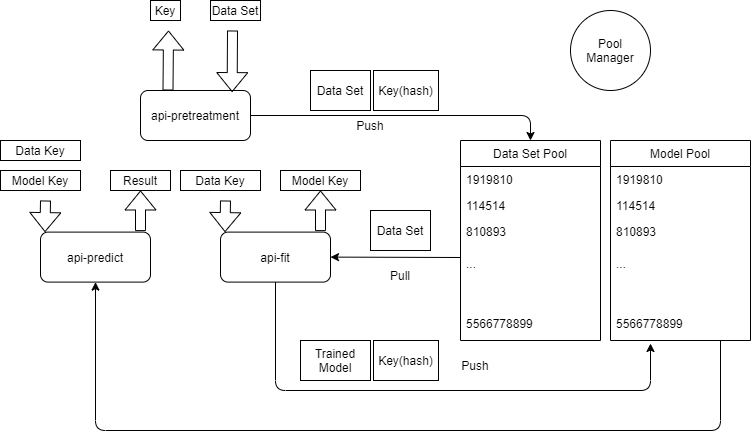 Key
Data Set
Pool
Manager
Data Set
Key(hash)
api-pretreatment
Push
Data Key
Data Set Pool
Model Pool
Model Key
Result
Data Key
Model Key
1919810
1919810
114514
114514
Data Set
810893
810893
api-predict
api-fit
...
...
Pull
5566778899
5566778899
Trained
Model
Key(hash)
Push